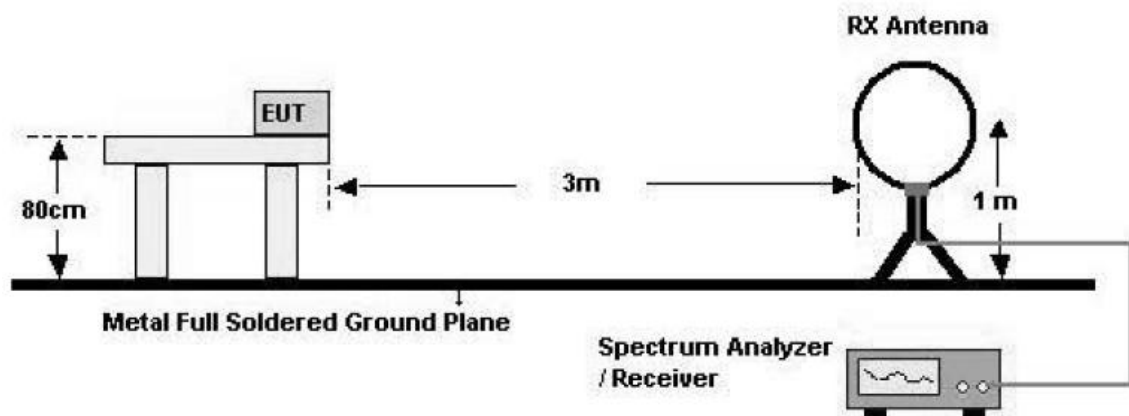 RX Antenna
EUT
80cm
3m
1 m
Metal Full Soldered Ground Plane
Spectrum Analyzer
/ Receiver